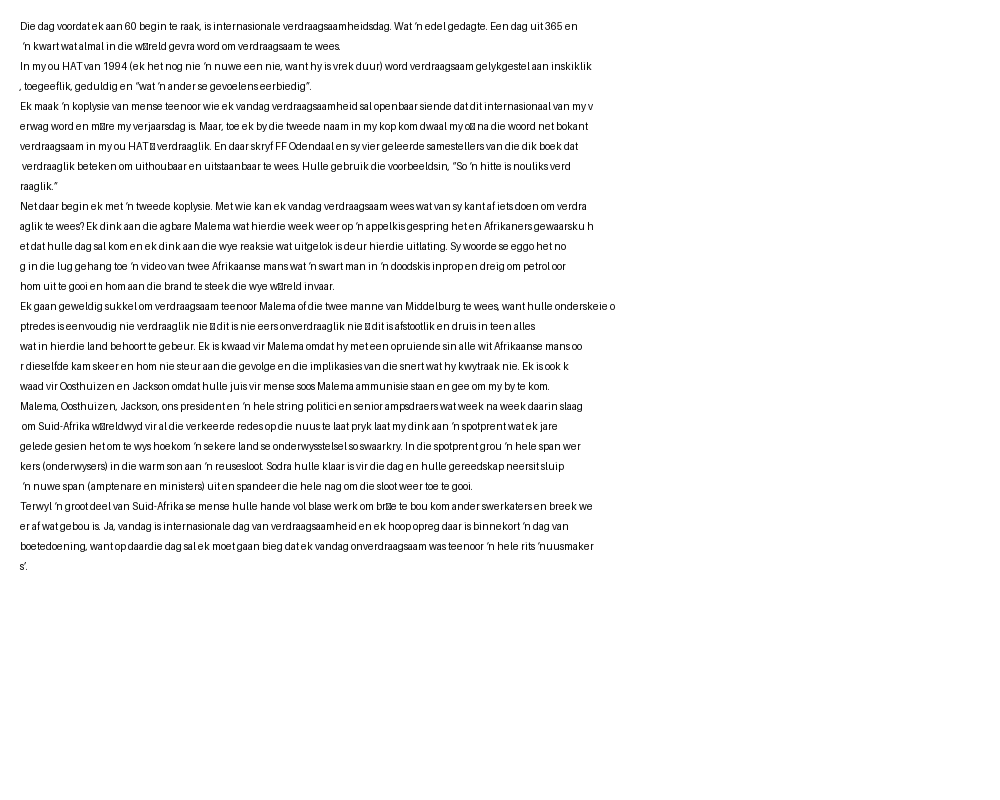 Die dag voordat ek aan 60 begin te raak, is internasionale verdraagsaamheidsdag. Wat ’n edel gedagte. Een dag uit 365 en
’n kwart wat almal in die w□reld gevra word om verdraagsaam te wees.
In my ou HAT van 1994 (ek het nog nie ’n nuwe een nie, want hy is vrek duur) word verdraagsaam gelykgestel aan inskiklik
, toegeeflik, geduldig en “wat ’n ander se gevoelens eerbiedig”.
Ek maak ’n koplysie van mense teenoor wie ek vandag verdraagsaamheid sal openbaar siende dat dit internasionaal van my v
erwag word en m□re my verjaarsdag is. Maar, toe ek by die tweede naam in my kop kom dwaal my o□ na die woord net bokant
verdraagsaam in my ou HAT □ verdraaglik. En daar skryf FF Odendaal en sy vier geleerde samestellers van die dik boek dat
verdraaglik beteken om uithoubaar en uitstaanbaar te wees. Hulle gebruik die voorbeeldsin, “So ’n hitte is nouliks verd
raaglik.”
Net daar begin ek met ’n tweede koplysie. Met wie kan ek vandag verdraagsaam wees wat van sy kant af iets doen om verdra
aglik te wees? Ek dink aan die agbare Malema wat hierdie week weer op ’n appelkis gespring het en Afrikaners gewaarsku h
et dat hulle dag sal kom en ek dink aan die wye reaksie wat uitgelok is deur hierdie uitlating. Sy woorde se eggo het no
g in die lug gehang toe ’n video van twee Afrikaanse mans wat ’n swart man in ’n doodskis inprop en dreig om petrol oor
hom uit te gooi en hom aan die brand te steek die wye w□reld invaar.
Ek gaan geweldig sukkel om verdraagsaam teenoor Malema of die twee manne van Middelburg te wees, want hulle onderskeie o
ptredes is eenvoudig nie verdraaglik nie □ dit is nie eers onverdraaglik nie □ dit is afstootlik en druis in teen alles
wat in hierdie land behoort te gebeur. Ek is kwaad vir Malema omdat hy met een opruiende sin alle wit Afrikaanse mans oo
r dieselfde kam skeer en hom nie steur aan die gevolge en die implikasies van die snert wat hy kwytraak nie. Ek is ook k
waad vir Oosthuizen en Jackson omdat hulle juis vir mense soos Malema ammunisie staan en gee om my by te kom.
Malema, Oosthuizen, Jackson, ons president en ’n hele string politici en senior ampsdraers wat week na week daarin slaag
om Suid-Afrika w□reldwyd vir al die verkeerde redes op die nuus te laat pryk laat my dink aan ’n spotprent wat ek jare
gelede gesien het om te wys hoekom ’n sekere land se onderwysstelsel so swaarkry. In die spotprent grou ’n hele span wer
kers (onderwysers) in die warm son aan ’n reusesloot. Sodra hulle klaar is vir die dag en hulle gereedskap neersit sluip
’n nuwe span (amptenare en ministers) uit en spandeer die hele nag om die sloot weer toe te gooi.
Terwyl ’n groot deel van Suid-Afrika se mense hulle hande vol blase werk om br□e te bou kom ander swerkaters en breek we
er af wat gebou is. Ja, vandag is internasionale dag van verdraagsaamheid en ek hoop opreg daar is binnekort ’n dag van
boetedoening, want op daardie dag sal ek moet gaan bieg dat ek vandag onverdraagsaam was teenoor ’n hele rits ‘nuusmaker
s’.